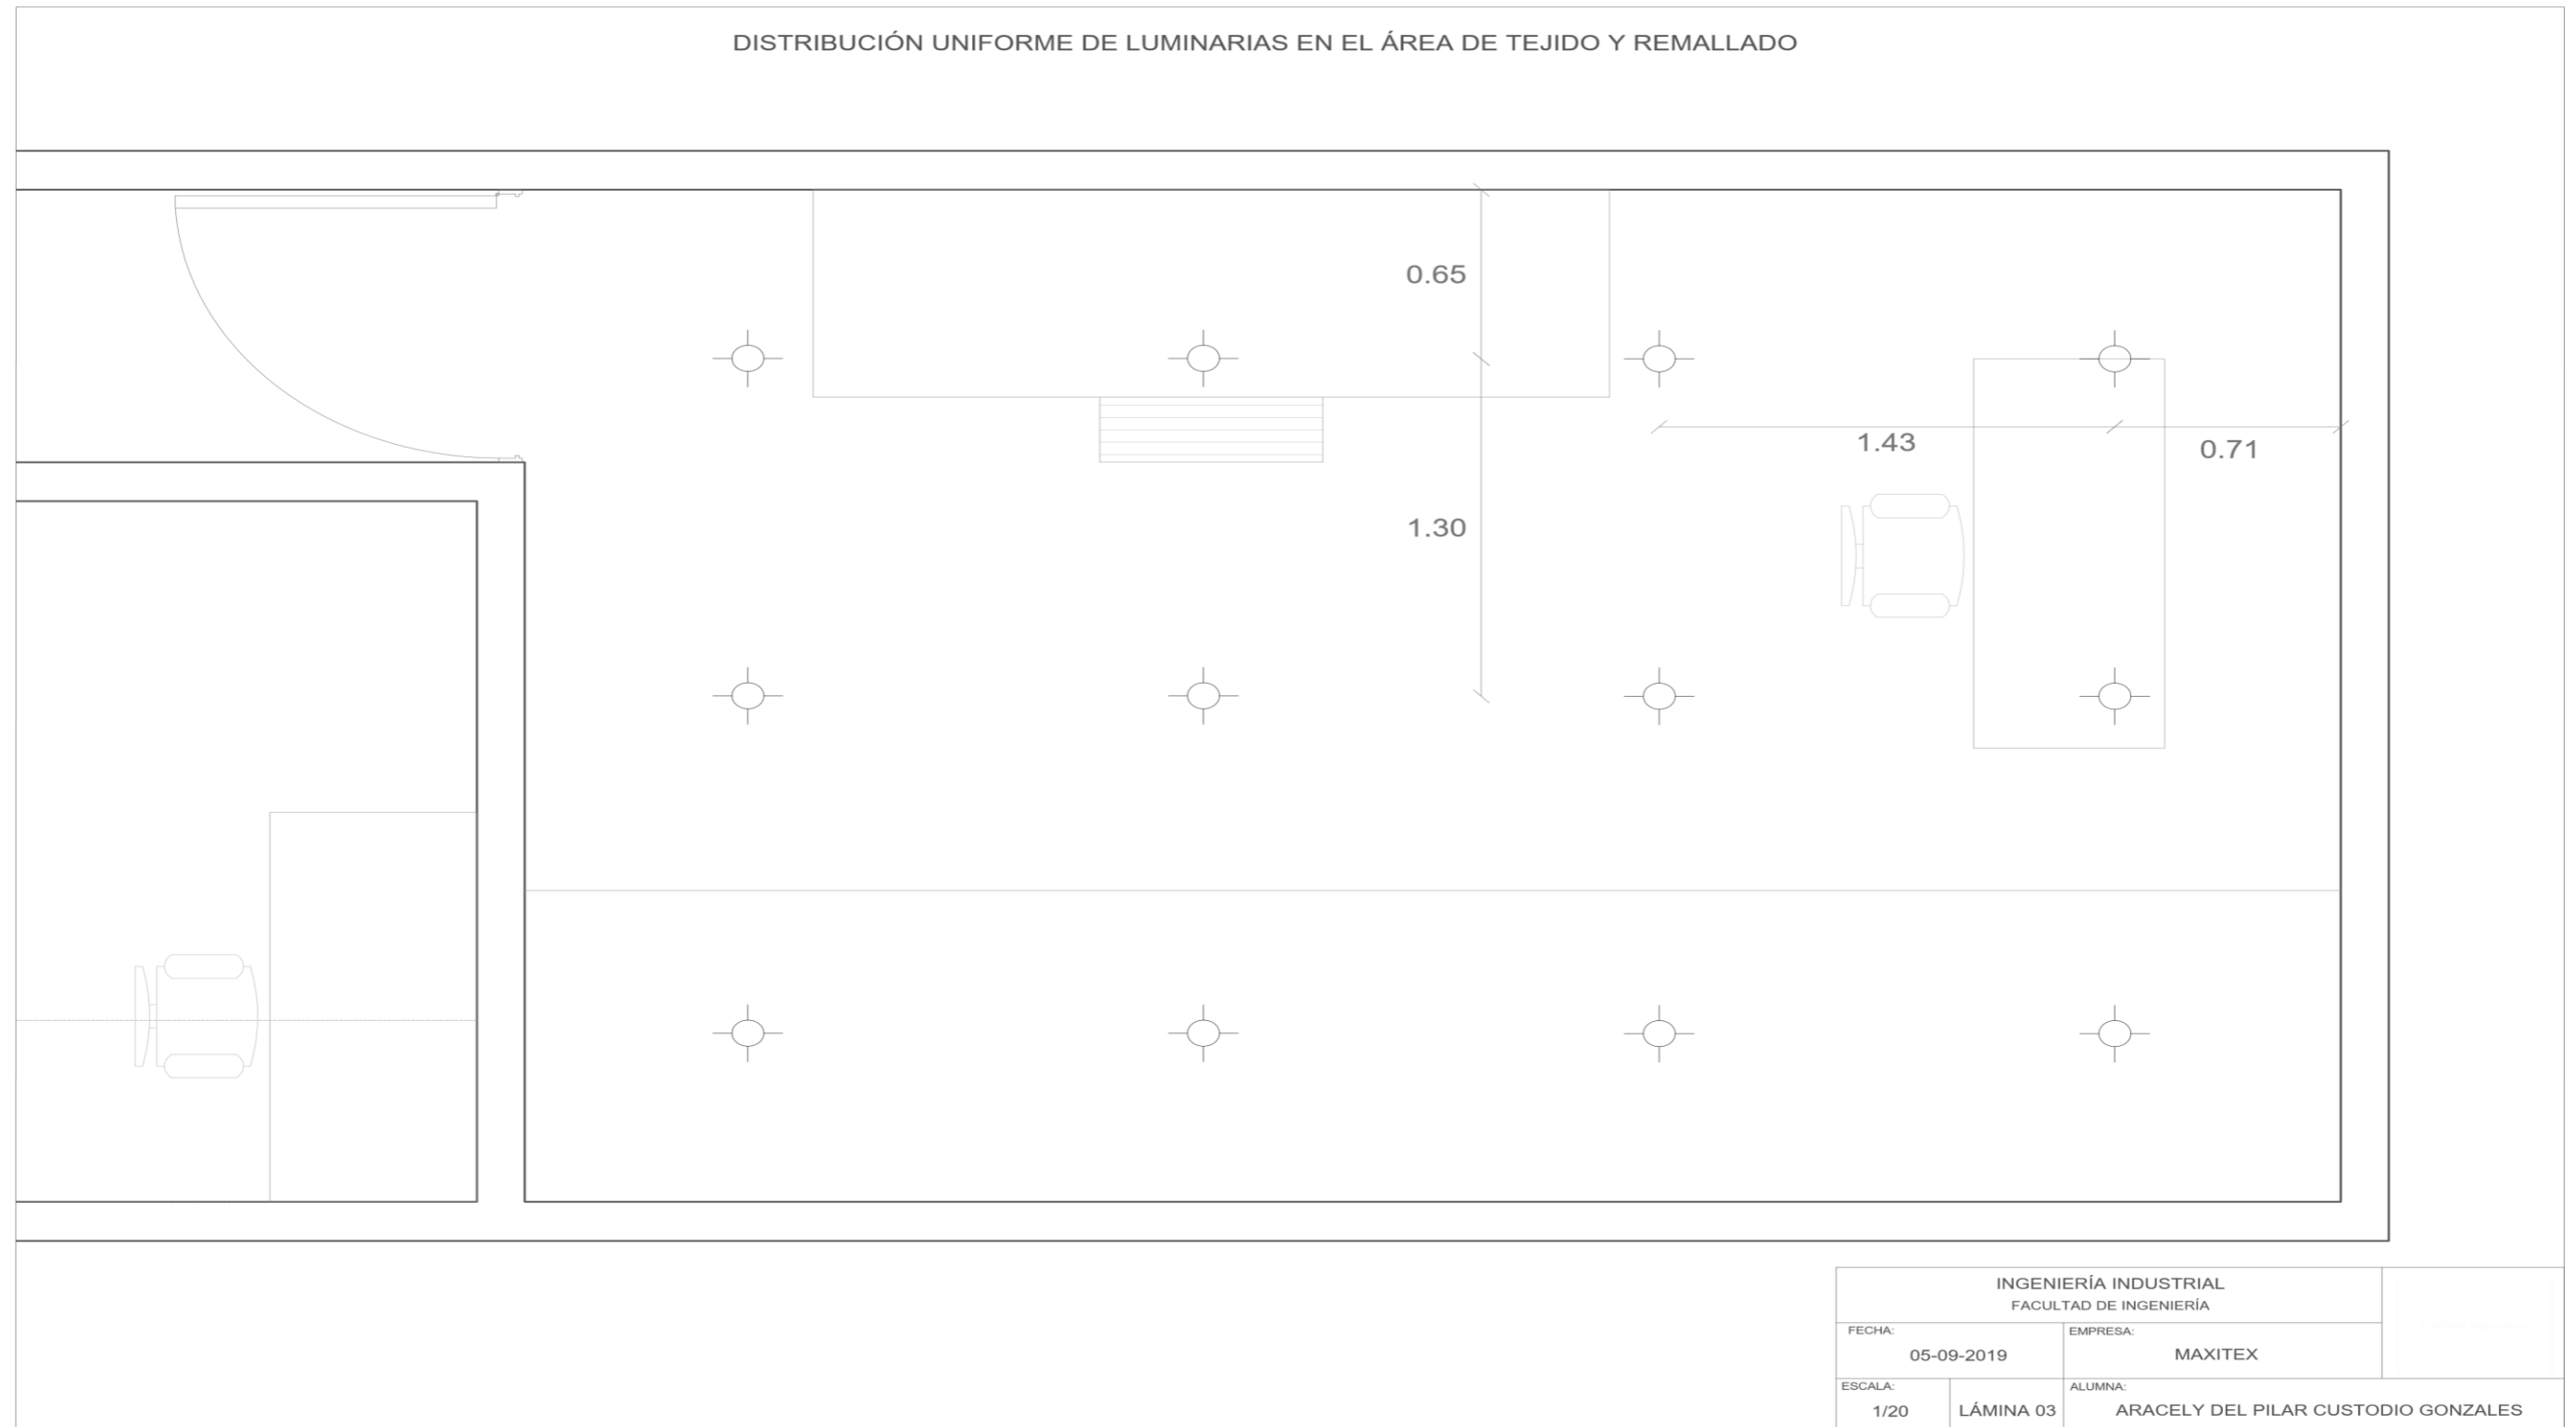 DISTRIBUCIÓN UNIFORME DE LUMINARIAS EN EL ÁREA DE TEJIDO Y REMALLADO
0.65
1.43
0.71
1.30
INGENIERÍA INDUSTRIAL
FACULTAD DE INGENIERÍA
FECHA:
05-09-2019
EMPRESA:
MAXITEX
ESCALA:
1/20
LÁMINA 03
ALUMNA:
ARACELY DEL PILAR CUSTODIO GONZALES